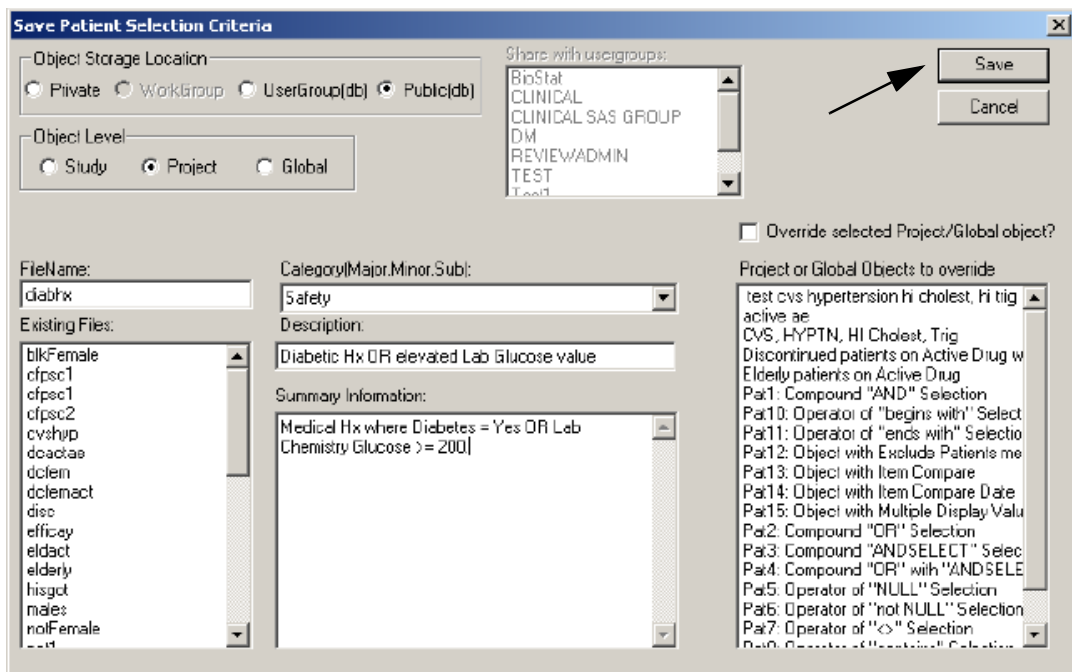 Save Patient Selection Criteria
Object Storage Location
Private WorkGroup UserGroup(db) Public(db)
Object Level
Study Project Global
Share with usergroups:
BioStat
CLINICAL
CLINICAL SAS GROUP
DM
REVIEWADMIN
TEST
Test1
Save
Cancel
Override selected Project/Global object?
FileName:
diabhx
Existing Files:
blkFemale
cfpsc1
cfpsc1
cfpsc2
cvshyp
dcactae
dcfem
dcfemact
disc
efficay
eldact
elderly
hisgot
males
notFemale
Category(Major.Minor.Sub):
Safety
Description:
Diabetic Hx OR elevated Lab Glucose value
Summary Information:
Medical Hx where Diabetes = Yes OR Lab
Chemistry Glucose >= 200.
Project or Global Objects to override
test cvs hypertension hi cholest, hi trig
active ae
CVS, HYPTN, HI Cholest, Trig
Discontinued patients on Active Drug w
Elderly patients on Active Drug
Pat1: Compound "AND" Selection
Pat10: Operator of "begins with" Select
Pat11: Operator of "ends with" Selectio
Pat12: Object with Exclude Patients me
Pat13: Object with Item Compare
Pat14: Object with Item Compare Date
Pat15: Object with Multiple Display Valu
Pat2: Compound "OR" Selection
Pat3: Compound "ANDSELECT" Selec
Pat4: Compound "OR" with "ANDSELE
Pat5: Operator of "NULL" Selection
Pat6: Operator of "not NULL" Selection
Pat7: Operator of "<>" Selection